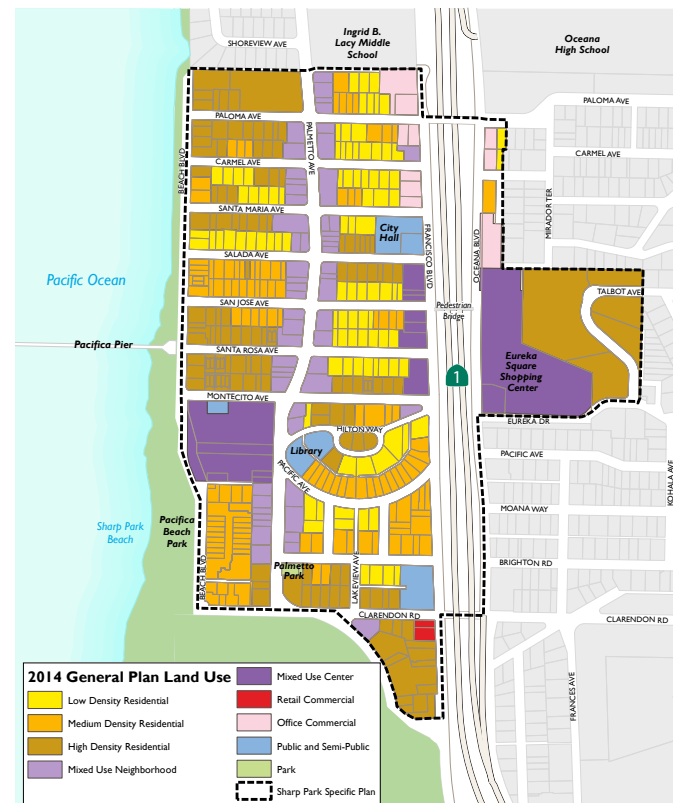 Ingrid B.
Lacy Middle
School
Oceana
High School
SHOREVIEW AVE
PALOMA AVE
PALOMA AVE
PALMETTO AVE
CARMEL AVE
CARMEL AVE
BEACH BLVD
SANTA MARIA AVE
MIRADOR TER
City
Hall
FRANCISCO BLVD
OCEANA BLVD
SALADA AVE
Pacific Ocean
TALBOT AVE
SAN JOSE AVE
Pedestrian
Bridge
Pacifica Pier
SANTA ROSA AVE
Eureka
Square
Shopping
Center
1
MONTECITO AVE
EUREKA DR
HILTON WAY
Library
PACIFIC AVE
PACIFIC AVE
KOHALA AVE
MOANA WAY
Sharp Park
Beach
Pacifica
Beach
Park
BRIGHTON RD
BEACH BLVD
Palmetto
Park
LAKEVIEW AVE
CLARENDON RD
CLARENDON RD
FRANCES AVE
2014 General Plan Land Use
Low Density Residential
Medium Density Residential
High Density Residential
Mixed Use Neighborhood
Mixed Use Center
Retail Commercial
Office Commercial
Public and Semi-Public
Park
Sharp Park Specific Plan